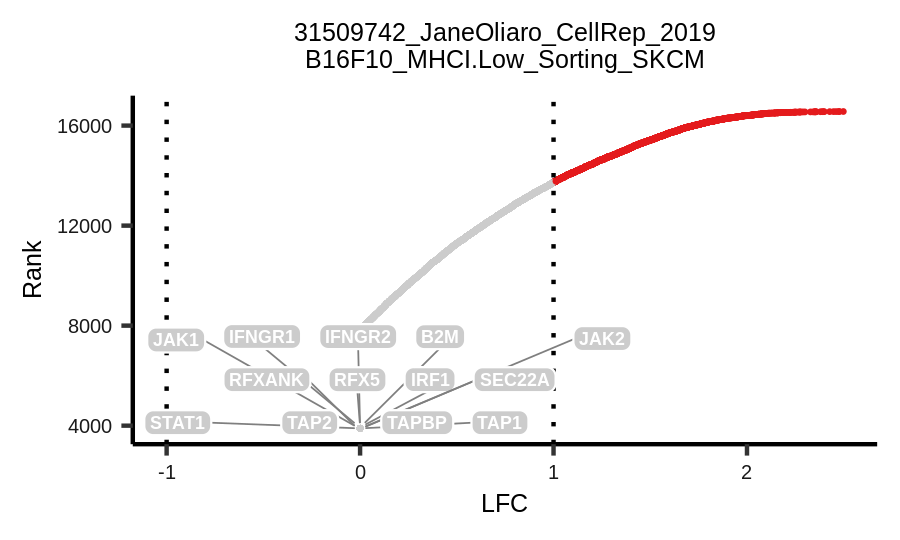 31509742_JaneOliaro_CellRep_2019
B16F10_MHCI.Low_Sorting_SKCM
Rank
16000
12000
8000
4000
JAK1 IFNGR1 IFNGR2 B2M JAK2
RFXANK RFX5 IRF1 SEC22A
STAT1 TAP2 TAPBP TAP1
-1 0 1 2
LFC